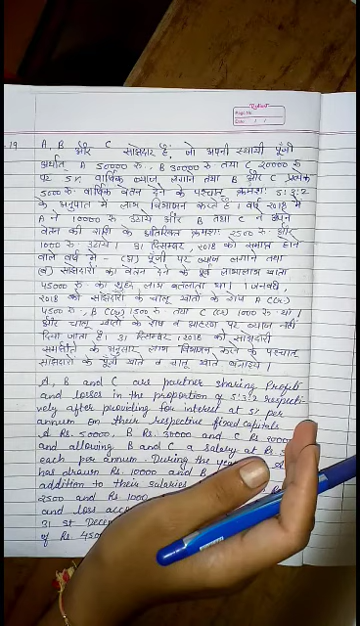 19 A, B और C साझेदार हैं, जो अपनी स्थायी पूँजी
अर्थात A 50000 रु., B 30000 रु तथा C 20000 रु
पर 5% वार्षिक ब्याज लगाने तथा B और C प्रत्येक
5000 रु. वार्षिक वेतन देने के पश्चात् क्रमशः 5:3:2
के अनुपात में लाभ विभाजन करते हैं। वर्ष 2018 में
A ने 10000 रु उठाये और B तथा C ने अपने
वेतन की राशि के अतिरिक्त क्रमशः 2500 रु. और
1000 रु. उठाये। 31 दिसम्बर, 2018 को समाप्त होने
वाले वर्ष में - (अ) पूँजी पर ब्याज लगाने तथा
(ब) साझेदारों का वेतन देने के पूर्व लाभालाभ खाता
45000 रु. का शुद्ध लाभ बतलाता था। 1 जनवरी,
2018 को साझेदारों के चालू खातों के शेष A (Cr)
4500 रु., B (Cr) 1500 रु. तथा C (Cr) 1000 रु. था।
और चालू खातों के शेष व आहरण पर ब्याज नहीं
दिया जाता है। 31 दिसम्बर, 2018 को साझेदारी
समझौते के अनुसार लाभ विभाजन करने के पश्चात
साझेदारों के पूँजी खाते व चालू खाते बनाइये।
A, B and C are partner sharing Profit
and losses in the proportion of 5:3:2 respecti-
vely after providing for interest at 5% per
annum on their respective fixed capitals
A Rs. 50000, B Rs. 30000 and C Rs
and allowing B and C a salary at Rs.
each per annum. During the year
has drawn Rs. 10000 and B
addition to their salaries
2500 and Rs. 1000
and loss acc
31 st Dece
of Rs. 450